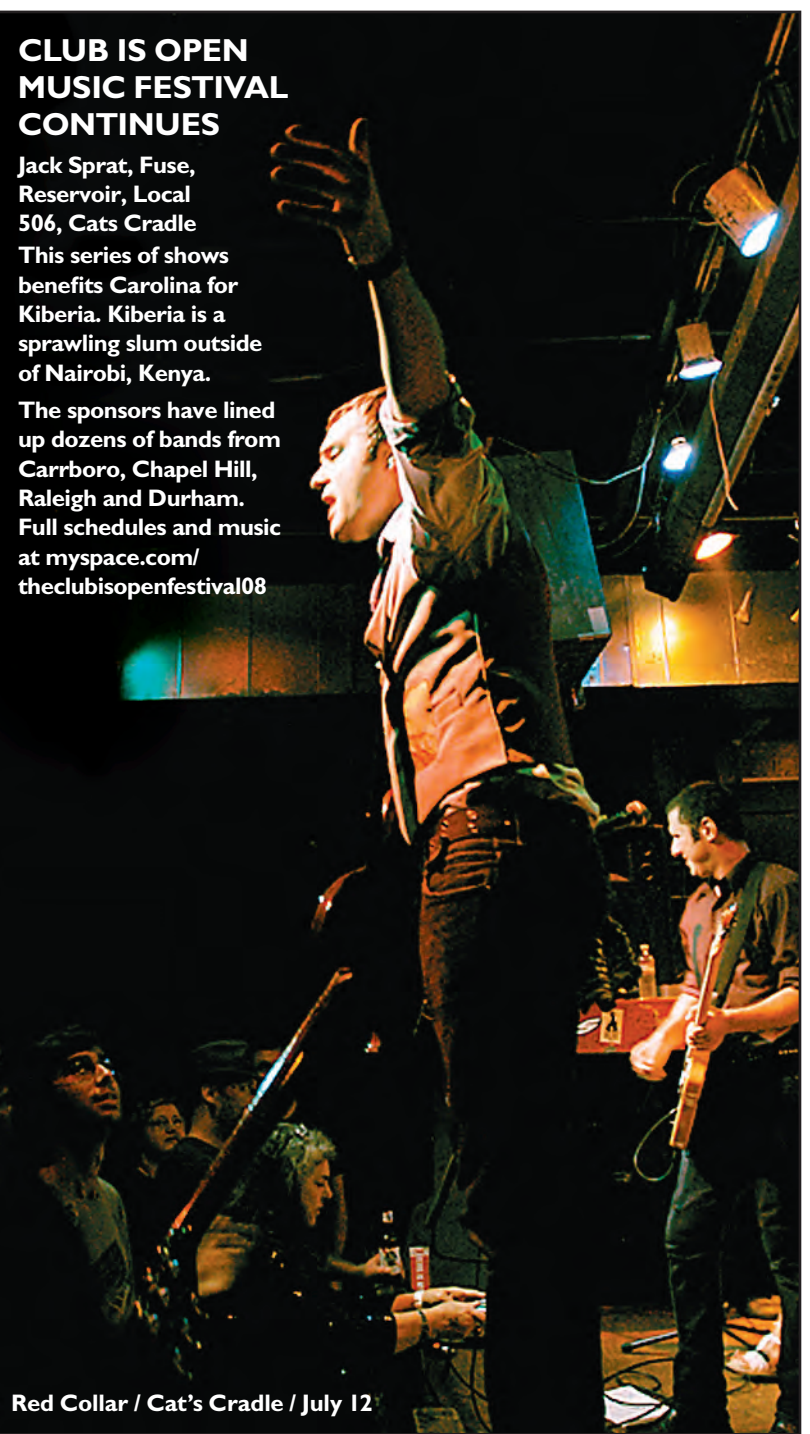 CLUB IS OPEN
MUSIC FESTIVAL
CONTINUES
Jack Sprat, Fuse,
Reservoir, Local
506, Cats Cradle
This series of shows
benefits Carolina for
Kiberia. Kiberia is a
sprawling slum outside
of Nairobi, Kenya.
The sponsors have lined
up dozens of bands from
Carrboro, Chapel Hill,
Raleigh and Durham.
Full schedules and music
at myspace.com/
theclubisopenfestival08
Red Collar / Cat's Cradle / July 12